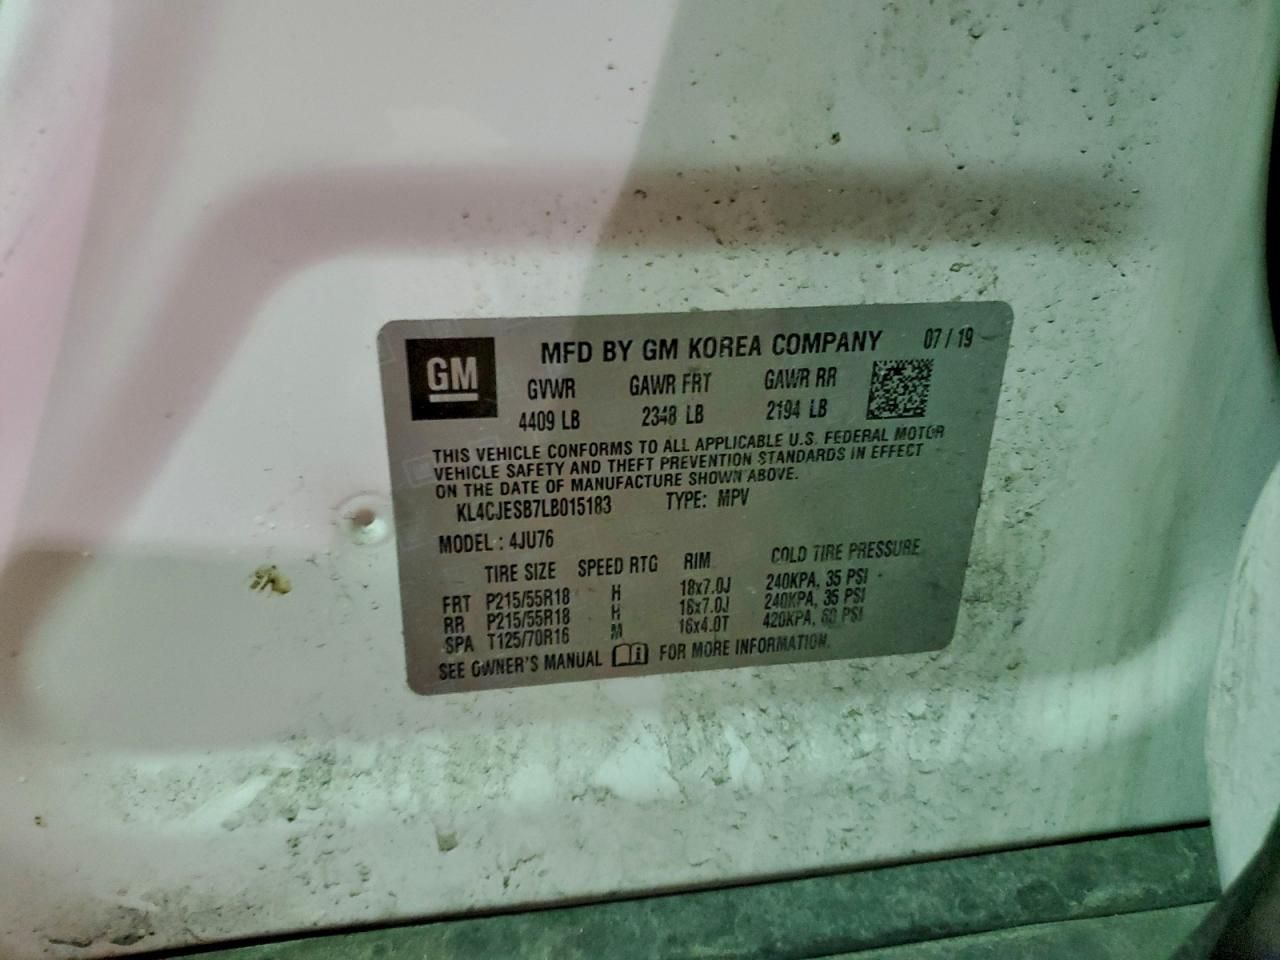 GM MFD BY GM KOREA COMPANY 07/19
GVWR GAWR FRT GAWR RR
4409 LB 2348 LB 2194 LB
THIS VEHICLE CONFORMS TO ALL APPLICABLE U.S. FEDERAL MOTOR
VEHICLE SAFETY AND THEFT PREVENTION STANDARDS IN EFFECT
ON THE DATE OF MANUFACTURE SHOWN ABOVE.
KL4CJESB7LB015183 TYPE: MPV
MODEL: 4JU76
TIRE SIZE SPEED RTG RIM COLD TIRE PRESSURE
FRT P215/55R18 H 18x7.0J 240KPA, 35 PSI
RR P215/55R18 H 18x7.0J 240KPA, 35 PSI
SPA T125/70R16 M 16x4.0T 420KPA, 60 PSI
SEE OWNER'S MANUAL FOR MORE INFORMATION.